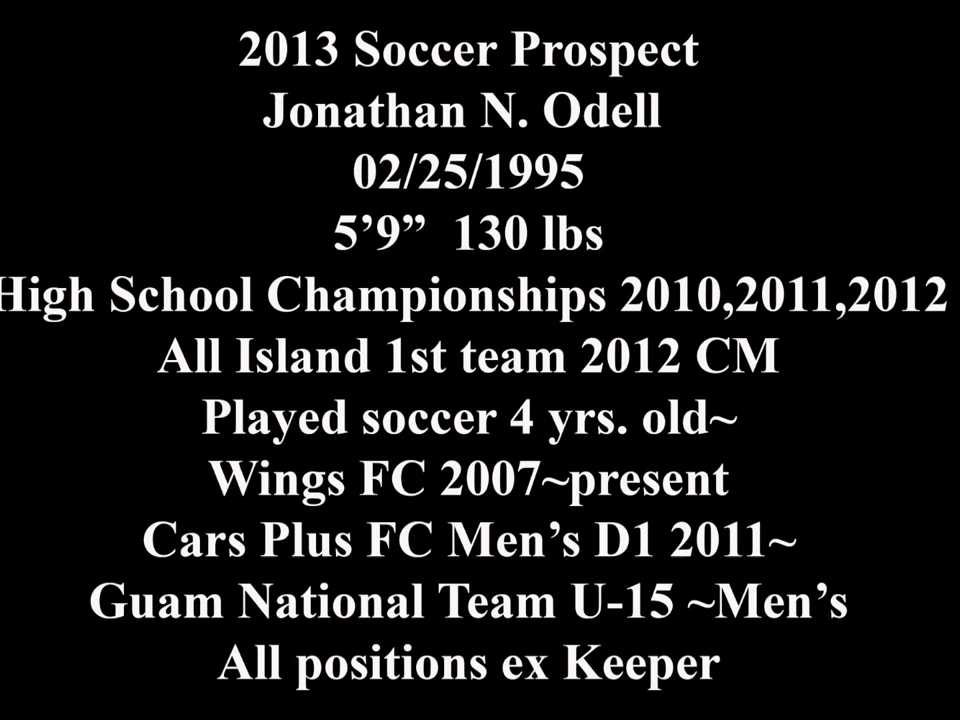 2013 Soccer Prospect
Jonathan N. Odell
02/25/1995
5’9”  130 lbs
High School Championships 2010,2011,2012
All Island 1st team 2012 CM
Played soccer 4 yrs. old~
Wings FC 2007~present
Cars Plus FC Men’s D1 2011~
Guam National Team U-15 ~Men’s
All positions ex Keeper